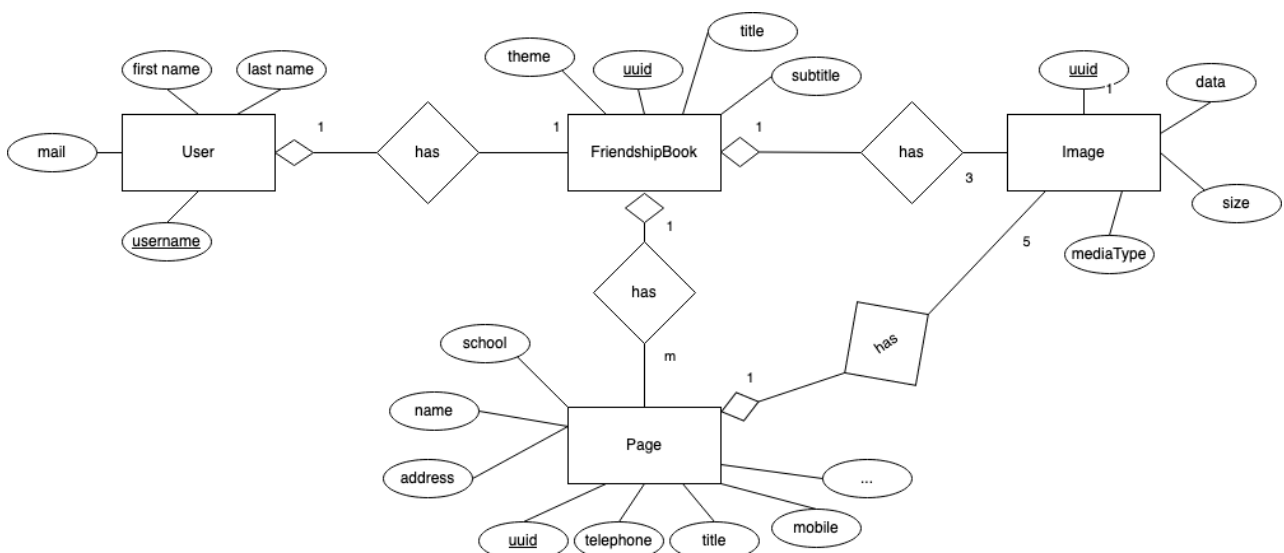 title
theme
uuid
subtitle
first name
last name
uuid
data
1
1
1
1
mail
User
has
FriendshipBook
has
Image
3
size
username
1
5
mediaType
has
school
m
has
1
name
Page
address
...
mobile
uuid
telephone
title